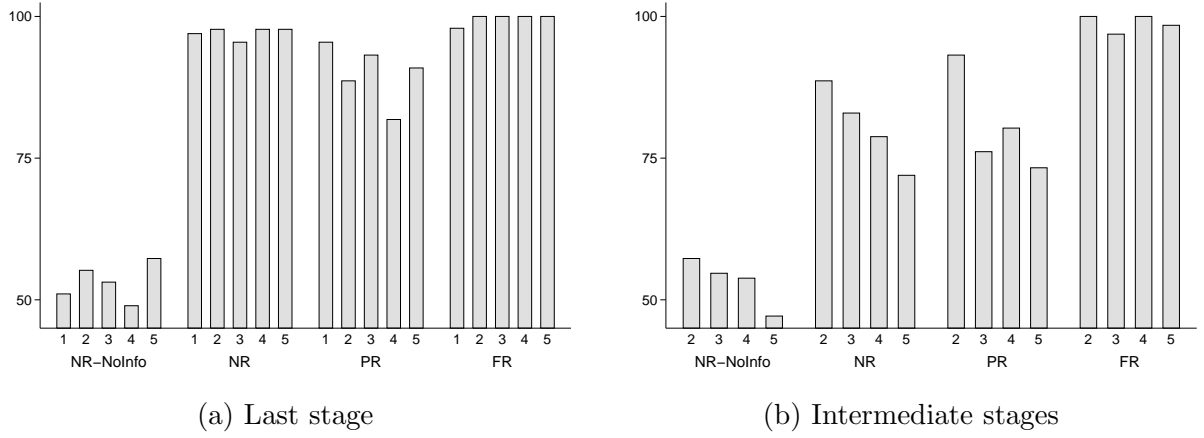 100
75
50
1 2 3 4 5 1 2 3 4 5 1 2 3 4 5 1 2 3 4 5
NR−NoInfo NR PR FR
(a) Last stage
100
75
50
2 3 4 5 2 3 4 5 2 3 4 5 2 3 4 5
NR−NoInfo NR PR FR
(b) Intermediate stages